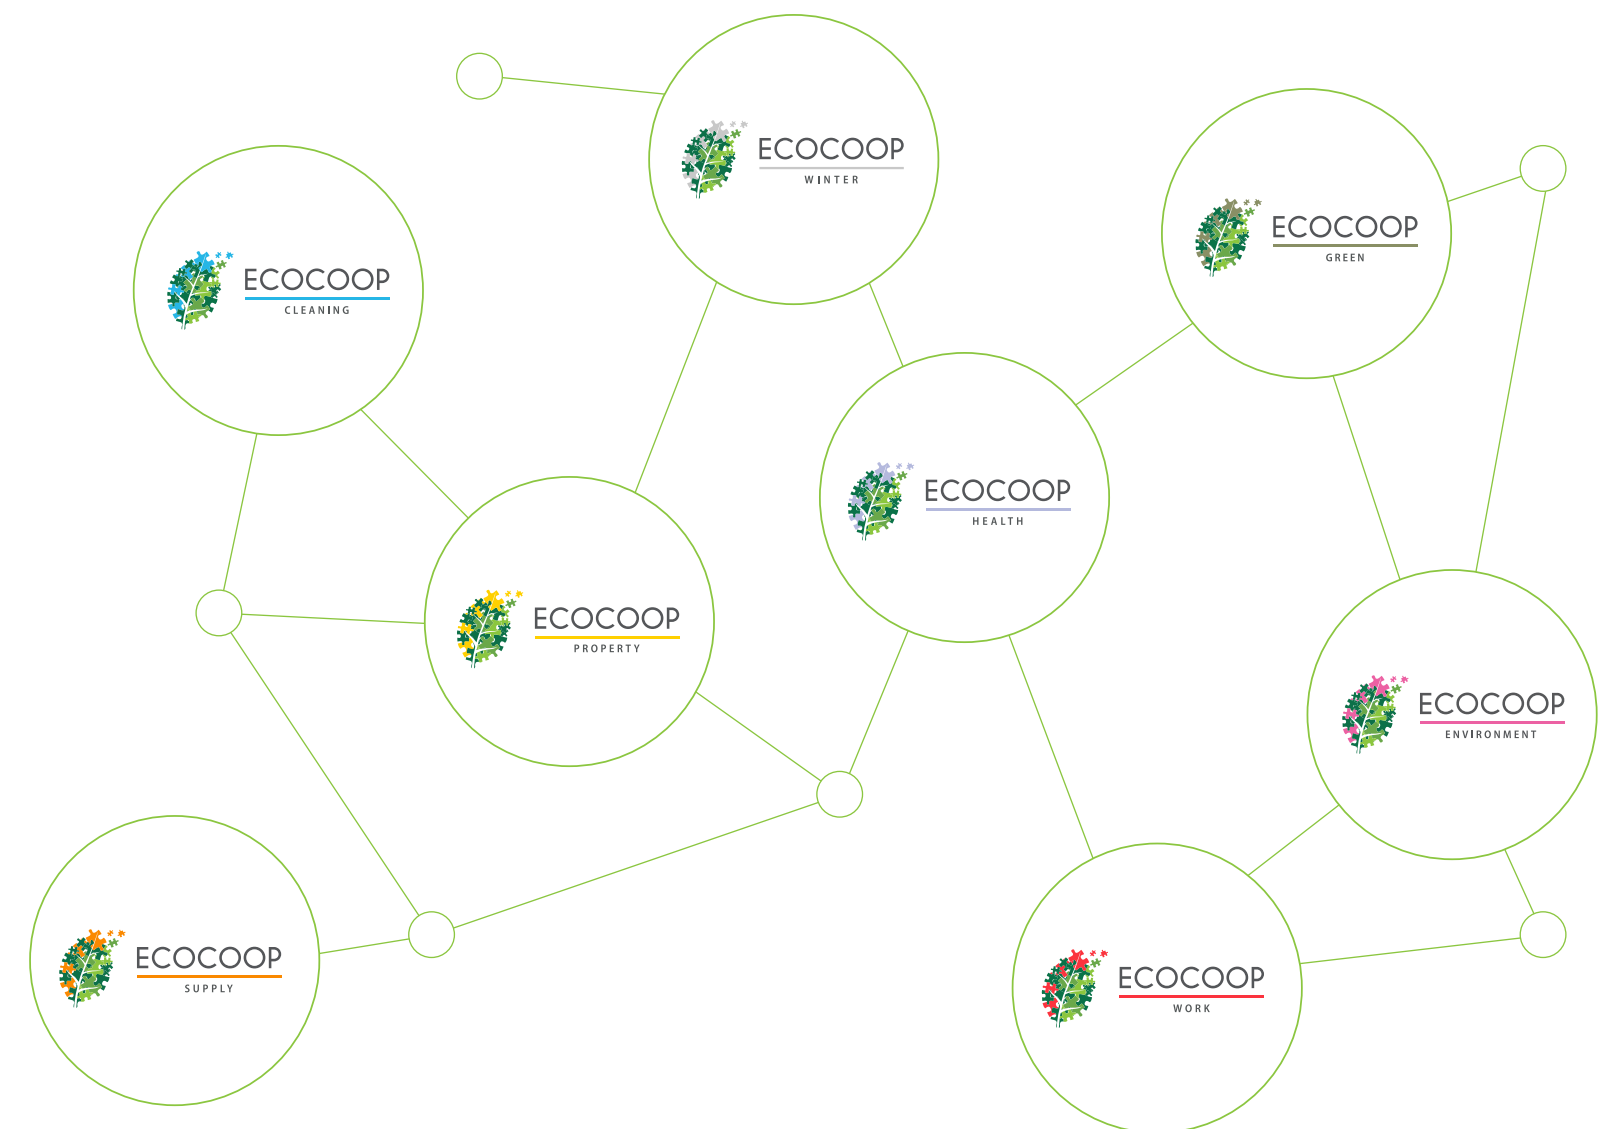 ECOCOOP
WINTER
ECOCOOP
GREEN
ECOCOOP
CLEANING
ECOCOOP
HEALTH
ECOCOOP
PROPERTY
ECOCOOP
ENVIRONMENT
ECOCOOP
SUPPLY
ECOCOOP
WORK